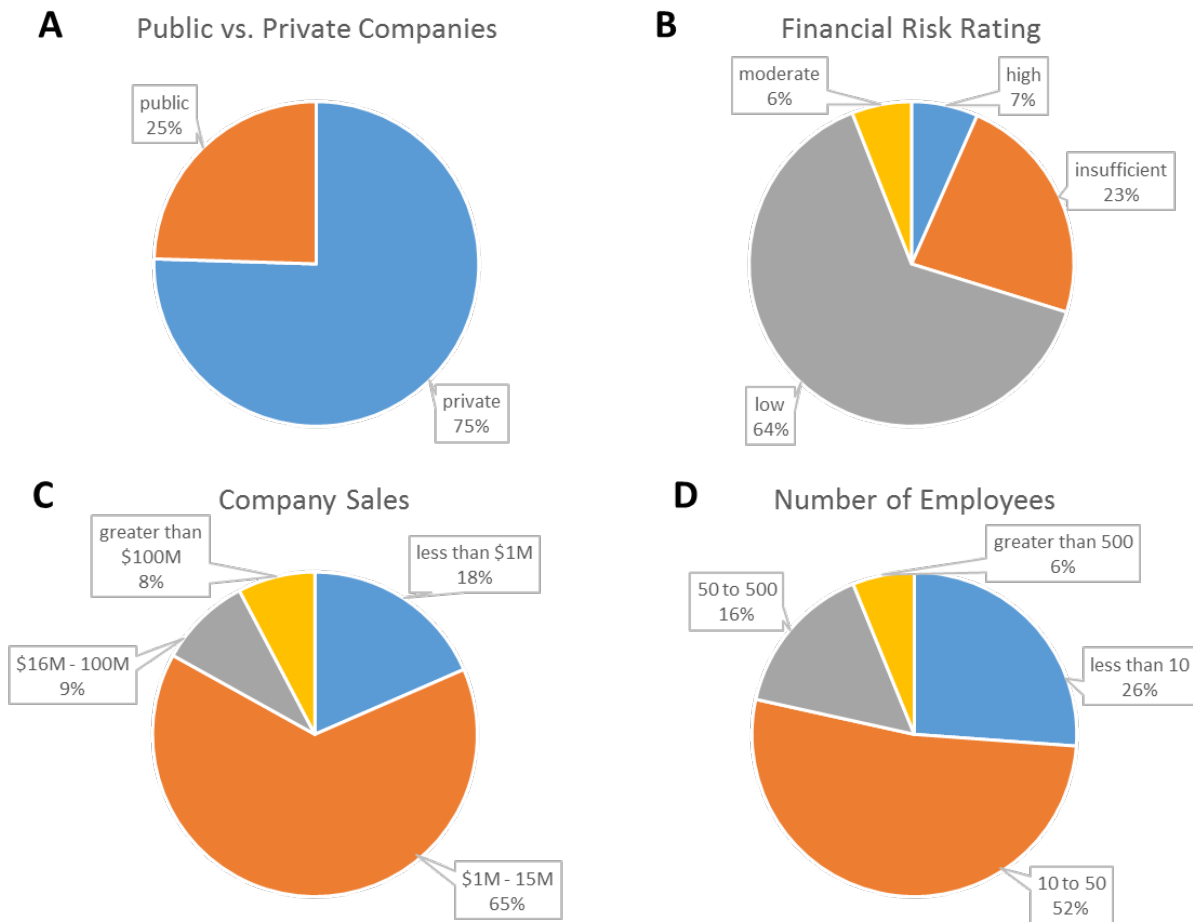 A
Public vs. Private Companies
public
25%
private
75%
B
Financial Risk Rating
moderate
6%
high
7%
insufficient
23%
low
64%
C
Company Sales
greater than
$100M
8%
less than $1M
18%
$16M - 100M
9%
$1M - 15M
65%
D
Number of Employees
greater than 500
6%
50 to 500
16%
less than 10
26%
10 to 50
52%